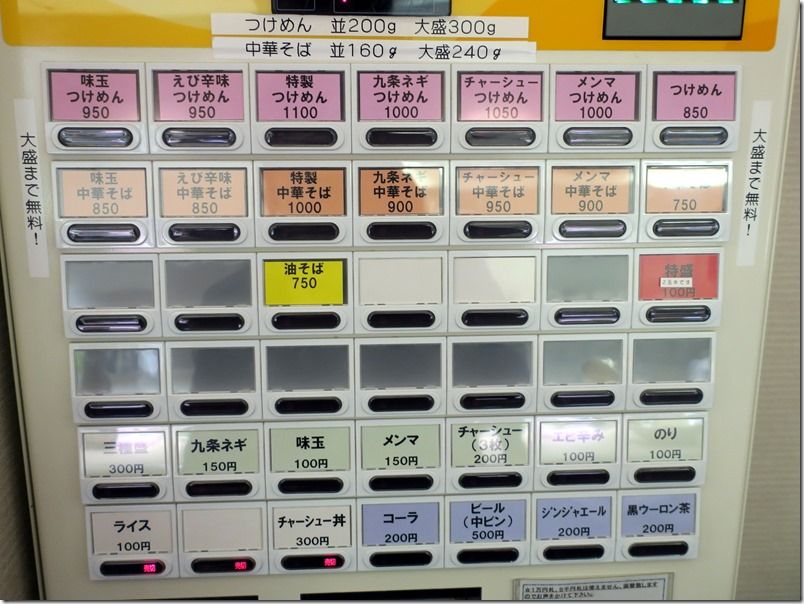 つけめん 並200g 大盛300g
中華そば 並160g 大盛240g
大盛まで無料!
大盛まで無料!
味玉
つけめん
950
えび辛味
つけめん
950
特製
つけめん
1100
九条ネギ
つけめん
1000
チャーシュー
つけめん
1050
メンマ
つけめん
1000
つけめん
850
味玉
中華そば
850
えび辛味
中華そば
850
特製
中華そば
1000
九条ネギ
中華そば
900
チャーシュー
中華そば
950
メンマ
中華そば
900
750
油そば
750
特盛
100円
三種盛
300円
九条ネギ
150円
味玉
100円
メンマ
150円
チャーシュー
(3枚)
200円
エビ辛み
100円
のり
100円
ライス
100円
売切
売切
チャーシュー丼
300円
売切
コーラ
200円
ビール
(中ビン)
500円
ジンジャエール
200円
黒ウーロン茶
200円